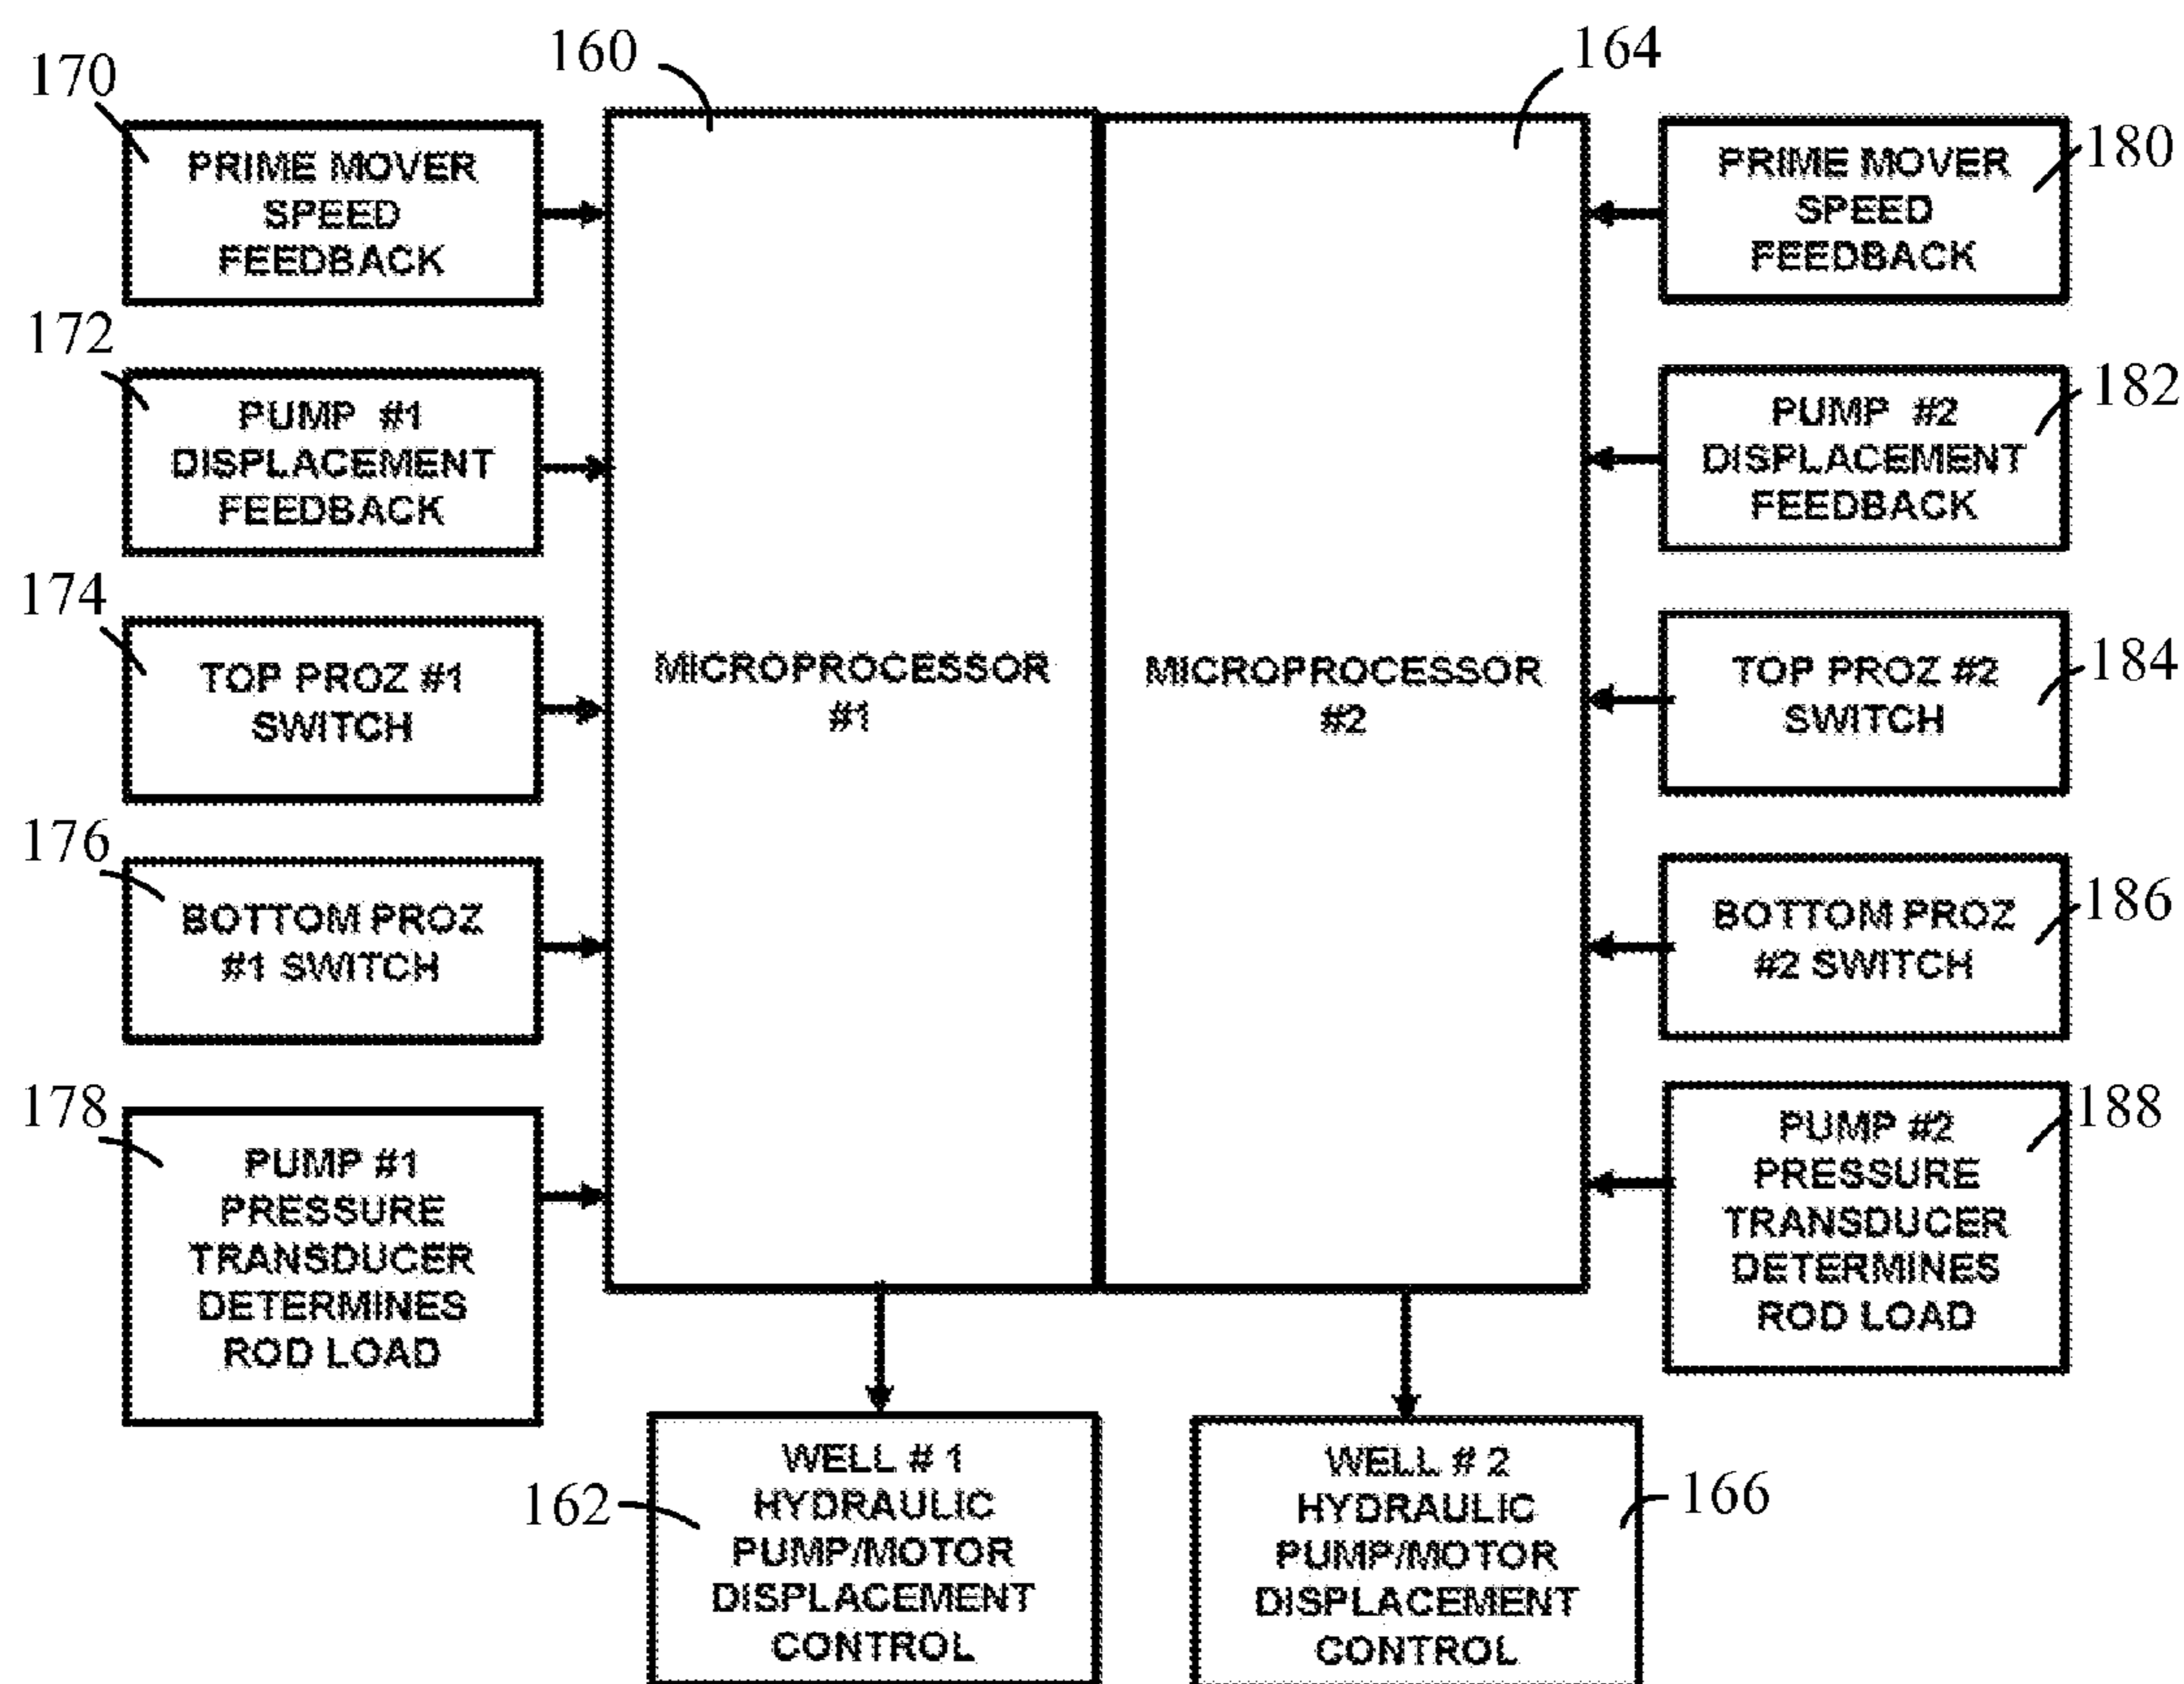 160
164
170
PRIME MOVER
SPEED
FEEDBACK
180
PRIME MOVER
SPEED
FEEDBACK
172
PUMP #1
DISPLACEMENT
FEEDBACK
182
PUMP #2
DISPLACEMENT
FEEDBACK
174
TOP PROZ #1
SWITCH
MICROPROCESSOR
#1
MICROPROCESSOR
#2
184
TOP PROZ #2
SWITCH
176
BOTTOM PROZ
#1 SWITCH
186
BOTTOM PROZ
#2 SWITCH
178
PUMP #1
PRESSURE
TRANSDUCER
DETERMINES
ROD LOAD
188
PUMP #2
PRESSURE
TRANSDUCER
DETERMINES
ROD LOAD
162
WELL # 1
HYDRAULIC
PUMP/MOTOR
DISPLACEMENT
CONTROL
166
WELL # 2
HYDRAULIC
PUMP/MOTOR
DISPLACEMENT
CONTROL